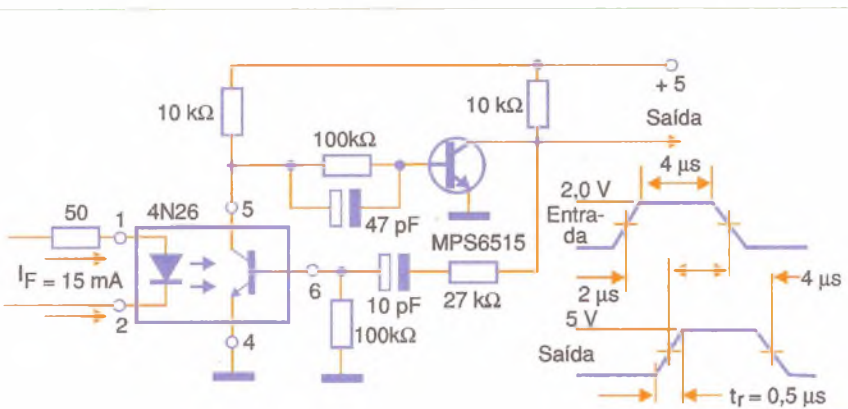 + 5
10 kΩ
10 kΩ
Saída
100kΩ
4 µs
47 pF
MPS6515
2,0 V
Entra-
da
50
1
4N26
5
I_F = 15 mA
2
6
10 pF
27 kΩ
2 µs
4 µs
100kΩ
4
5 V
Saída
t_r = 0,5 µs